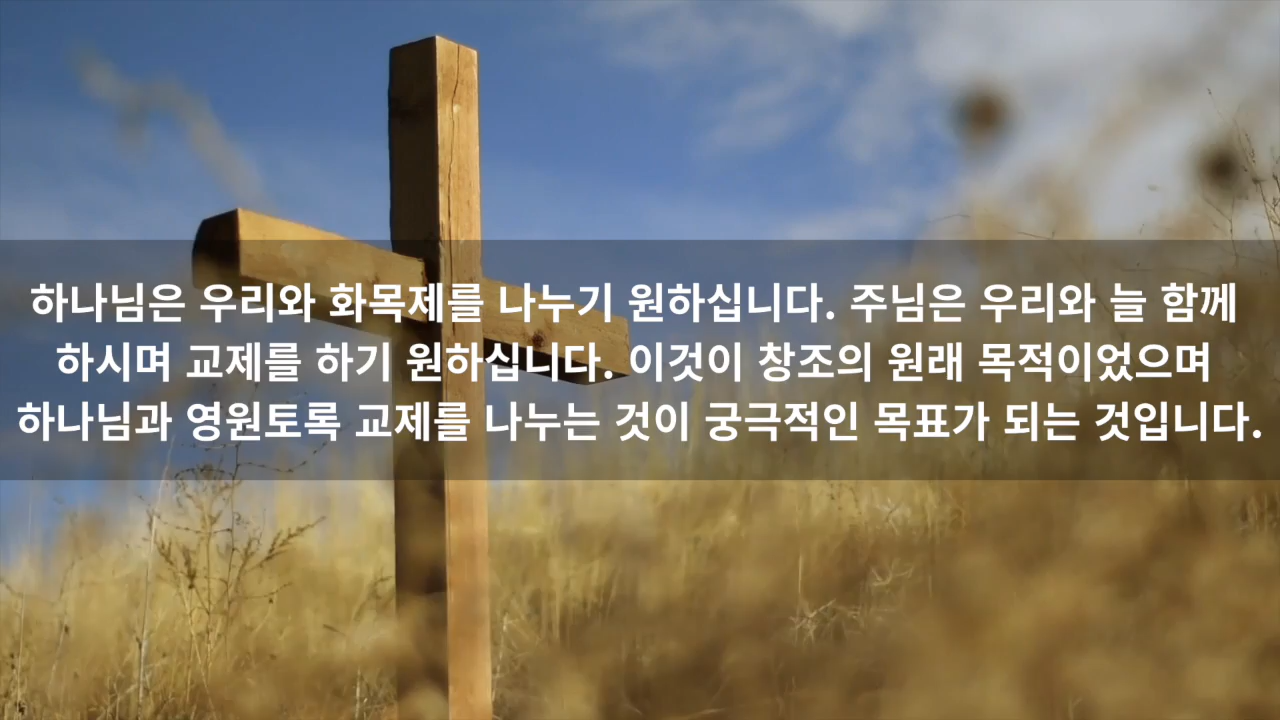 하나님은 우리와 화목제를 나누기 원하십니다. 주님은 우리와 늘 함께
하시며 교제를 하기 원하십니다. 이것이 창조의 원래 목적이었으며
하나님과 영원토록 교제를 나누는 것이 궁극적인 목표가 되는 것입니다.